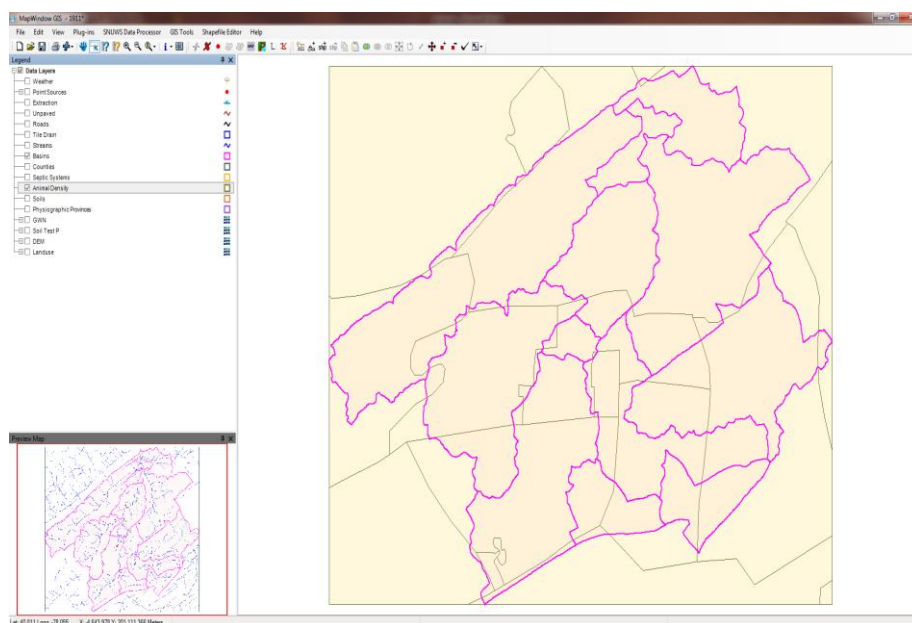 MapWindow GIS - 1911*
File Edit View Plug-ins SNUWS Data Processor GIS Tools Shapefile Editor Help
Legend
Data Layers
Weather
Point Sources
Extraction
Unpaved
Roads
Tile Drain
Streams
Basins
Counties
Septic Systems
Animal Density
Soils
Physiographic Provinces
GWN
Soil Test P
DEM
Landuse
Preview Map